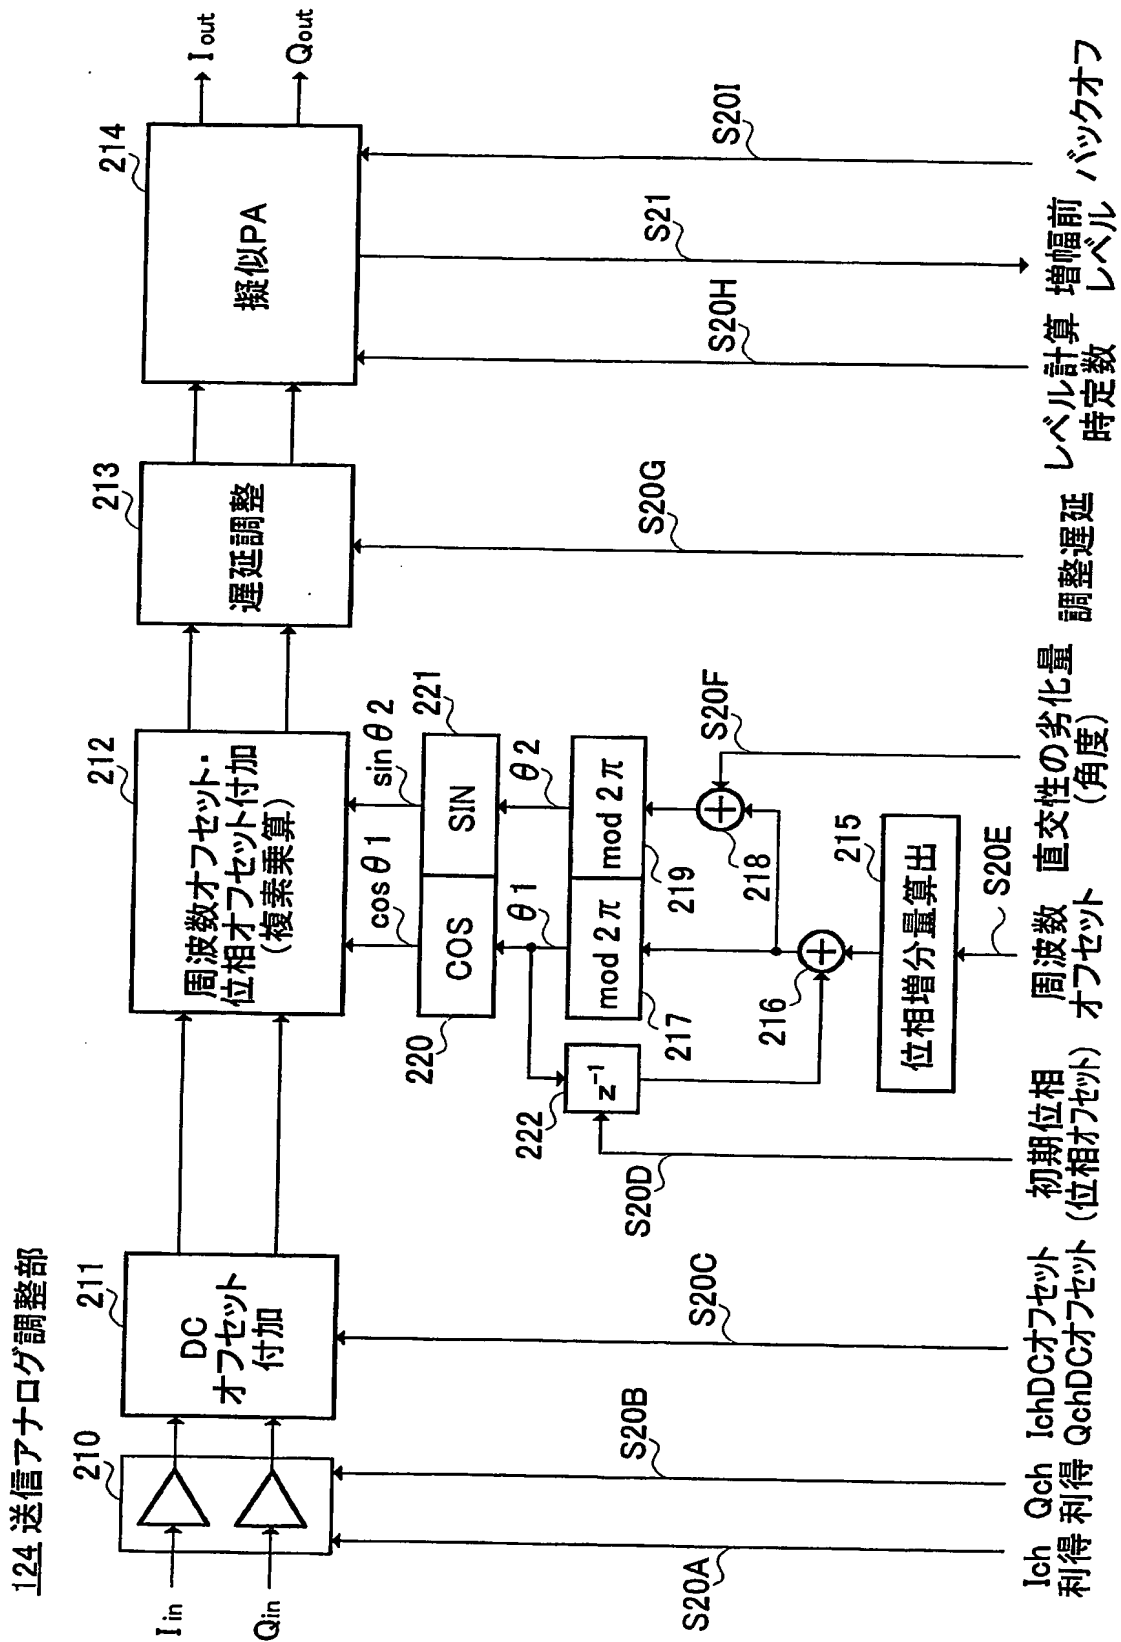 124 送信アナログ調整部
Iin
Qin
210
211
DC
オフセット
付加
212
周波数オフセット・
位相オフセット付加
(複素乗算)
213
遅延調整
214
擬似PA
Iout
Qout
cosθ1
sinθ2
220
COS
SIN
221
θ1
θ2
222
z⁻¹
mod 2π
mod 2π
217
219
216
218
215
位相増分量算出
S20A
S20B
S20C
S20D
S20E
S20F
S20G
S20H
S21
S20I
Ich
利得
Qch
利得
IchDCオフセット
QchDCオフセット
初期位相
(位相オフセット)
周波数
オフセット
直交性の劣化量
(角度)
調整遅延
レベル計算
時定数
増幅前
レベル
バックオフ